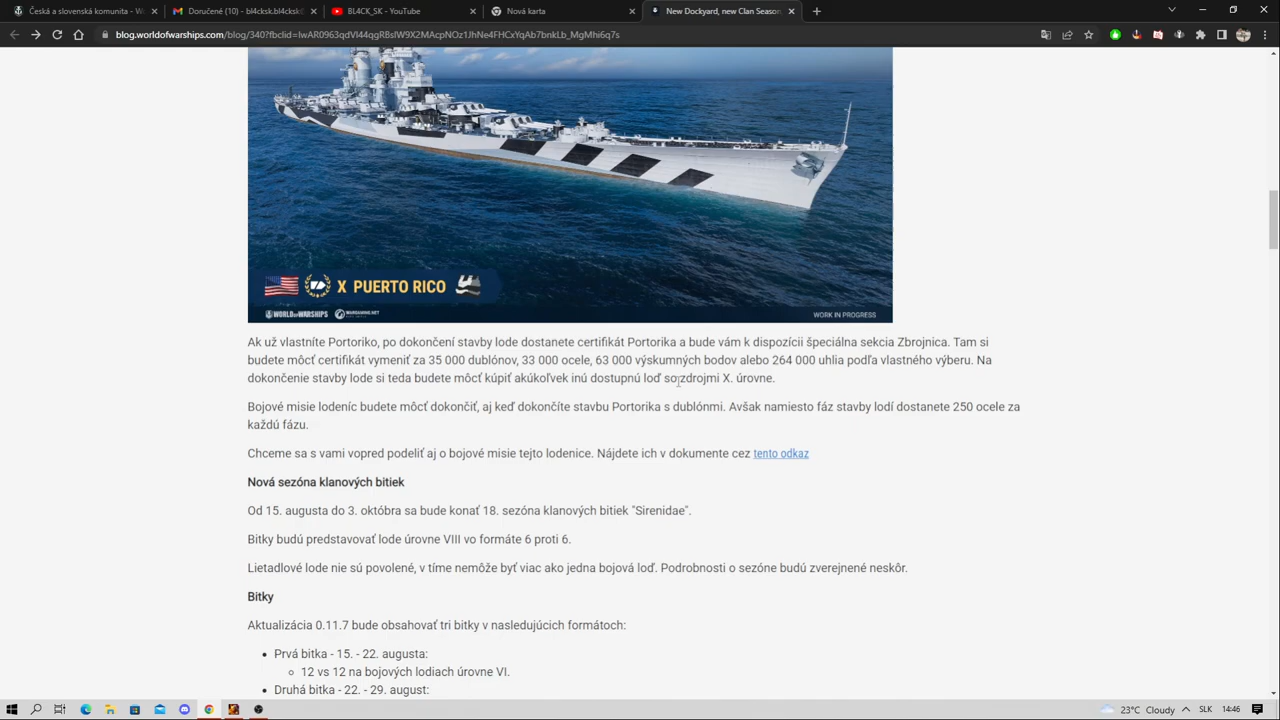 Česká a slovenská komunita - Wo
Doručené (10) - bl4cksk.bl4cksk@
BL4CK_SK - YouTube
Nová karta
New Dockyard, new Clan Season
blog.worldofwarships.com/blog/340?fbclid=IwAR0963qdVI44qgRBsIW9X2MAcpNOz1JhNe4FHCxYqAb7bnkLb_MgMhi6q7s
X PUERTO RICO
WORLD OF WARSHIPS
WARGAMING.NET
WORK IN PROGRESS
Ak už vlastníte Portoriko, po dokončení stavby lode dostanete certifikát Portorika a bude vám k dispozícii špeciálna sekcia Zbrojnica. Tam si
budete môcť certifikát vymeniť za 35 000 dublónov, 33 000 ocele, 63 000 výskumných bodov alebo 264 000 uhlia podľa vlastného výberu. Na
dokončenie stavby lode si teda budete môcť kúpiť akúkoľvek inú dostupnú loď so zdrojmi X. úrovne.
Bojové misie lodeníc budete môcť dokončiť, aj keď dokončíte stavbu Portorika s dublónmi. Avšak namiesto fáz stavby lodí dostanete 250 ocele za
každú fázu.
Chceme sa s vami vopred podeliť aj o bojové misie tejto lodenice. Nájdete ich v dokumente cez tento odkaz
Nová sezóna klanových bitiek
Od 15. augusta do 3. októbra sa bude konať 18. sezóna klanových bitiek "Sirenidae".
Bitky budú predstavovať lode úrovne VIII vo formáte 6 proti 6.
Lietadlové lode nie sú povolené, v tíme nemôže byť viac ako jedna bojová loď. Podrobnosti o sezóne budú zverejnené neskôr.
Bitky
Aktualizácia 0.11.7 bude obsahovať tri bitky v nasledujúcich formátoch:
Prvá bitka - 15. - 22. augusta:
12 vs 12 na bojových lodiach úrovne VI.
Druhá bitka - 22. - 29. august:
23°C Cloudy
SLK
14:46